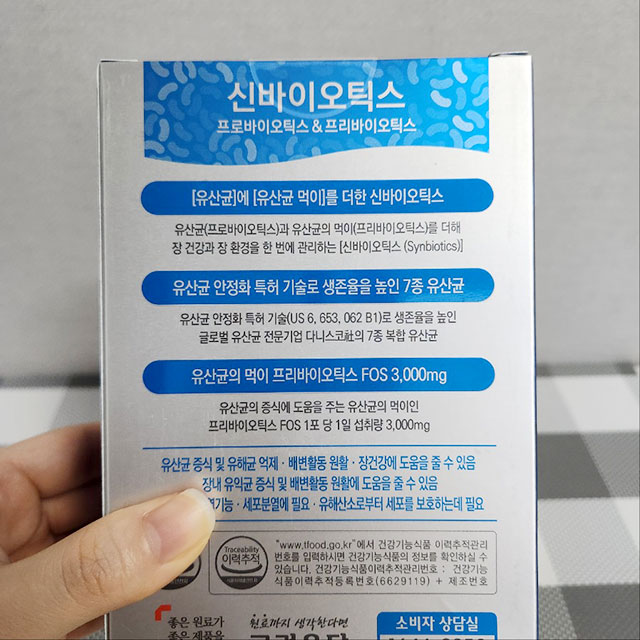 신바이오틱스
프로바이오틱스 & 프리바이오틱스
[유산균]에 [유산균 먹이]를 더한 신바이오틱스
유산균(프로바이오틱스)과 유산균의 먹이(프리바이오틱스)를 더해
장 건강과 장 환경을 한 번에 관리하는 [신바이오틱스 (Synbiotics)]
유산균 안정화 특허 기술로 생존율을 높인 7종 유산균
유산균 안정화 특허 기술(US 6, 653, 062 B1)로 생존율을 높인
글로벌 유산균 전문기업 다니스코社의 7종 복합 유산균
유산균의 먹이 프리바이오틱스 FOS 3,000mg
유산균의 증식에 도움을 주는 유산균의 먹이인
프리바이오틱스 FOS 1포 당 1일 섭취량 3,000mg
유산균 증식 및 유해균 억제 · 배변활동 원활 · 장건강에 도움을 줄 수 있음
장내 유익균 증식 및 배변활동 원활에 도움을 줄 수 있음
역기능 · 세포분열에 필요 · 유해산소로부터 세포를 보호하는데 필요
Traceability
이력추적
"www.tfood.go.kr"에서 건강기능식품 이력추적관리
번호를 입력하시면 건강기능식품의 정보를 확인하실 수
있습니다. 건강기능식품이력추적관리번호 : 건강기능
식품이력추적등록번호(6629119) + 제조번호
좋은 원료가
좋은 제품을
원료까지 생각한다면
고려은단
소비자 상담실